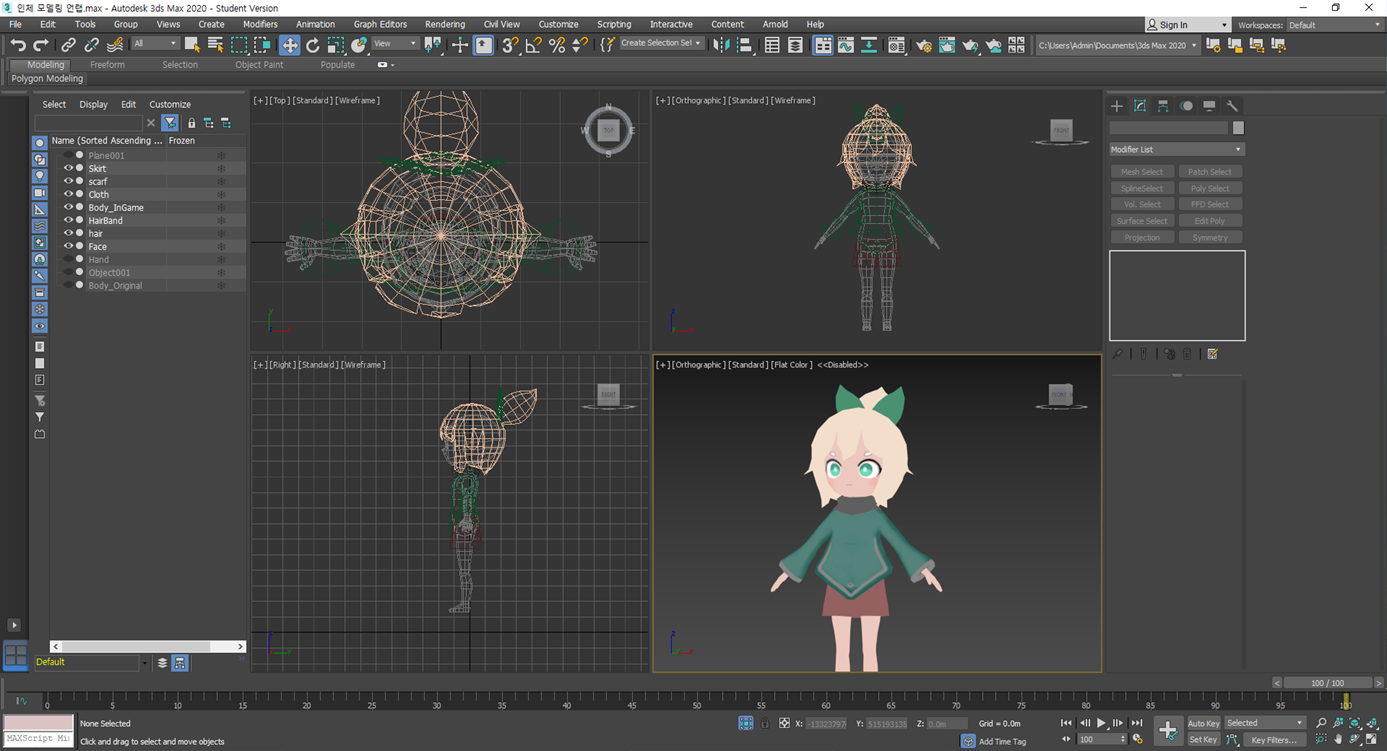 인체 모델링 언랩.max - Autodesk 3ds Max 2020 - Student Version
File Edit Tools Group Views Create Modifiers Animation Graph Editors Rendering Civil View Customize Scripting Interactive Content Arnold Help
Sign In Workspaces: Default
All View Create Selection Set C:\Users\Admin\Documents\3ds Max 2020
Modeling Freeform Selection Object Paint Populate
Polygon Modeling
Select Display Edit Customize
Name (Sorted Ascending ... Frozen
Plane001
Skirt
scarf
Cloth
Body_InGame
HairBand
hair
Face
Hand
Object001
Body_Original
Default
[+] [Top] [Standard] [Wireframe]
N
W TOP E
S
[+] [Orthographic] [Standard] [Wireframe]
FRONT
[+] [Right] [Standard] [Wireframe]
RIGHT
[+] [Orthographic] [Standard] [Flat Color] <<Disabled>>
FRONT
Modifier List
Mesh Select Patch Select
SplineSelect Poly Select
Vol. Select FFD Select
Surface Select Edit Poly
Projection Symmetry
100 / 100
0 5 10 15 20 25 30 35 40 45 50 55 60 65 70 75 80 85 90 95 100
None Selected
X: Y: Z: 0.0m Grid = 0.0m
Auto Key Selected
MAXScript Mi
Click and drag to select and move objects
Add Time Tag
100
Set Key Key Filters...